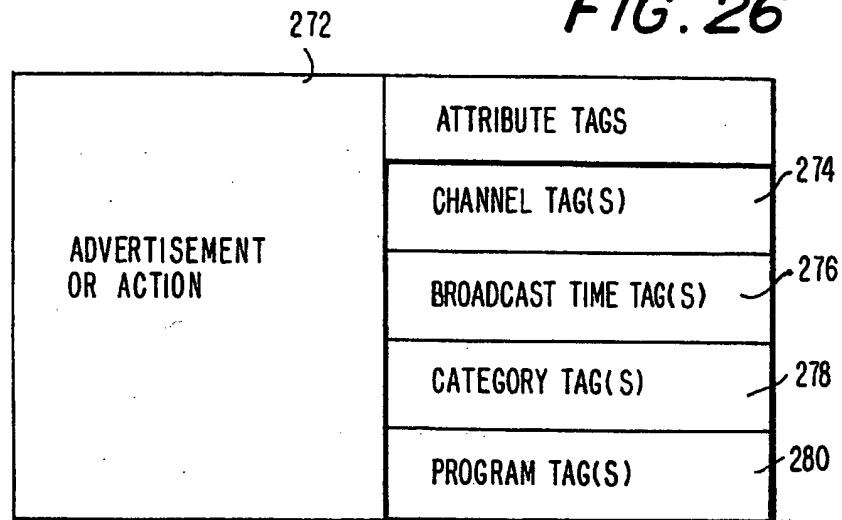 FIG. 26
272
ATTRIBUTE TAGS
274
CHANNEL TAG(S)
ADVERTISEMENT
OR ACTION
276
BROADCAST TIME TAG(S)
278
CATEGORY TAG(S)
280
PROGRAM TAG(S)